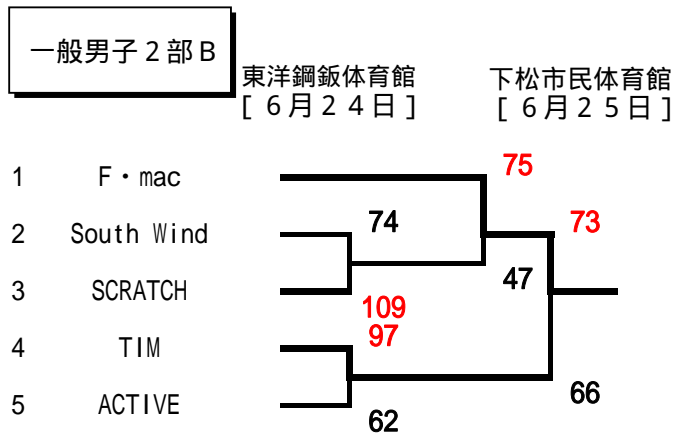 一般男子２部Ｂ
東洋鋼鈑体育館
[ ６月２４日 ]
下松市民体育館
[ ６月２５日 ]
1 F・mac
75
2 South Wind
74
73
3 SCRATCH
47
109
4 TIM
97
5 ACTIVE
62
66